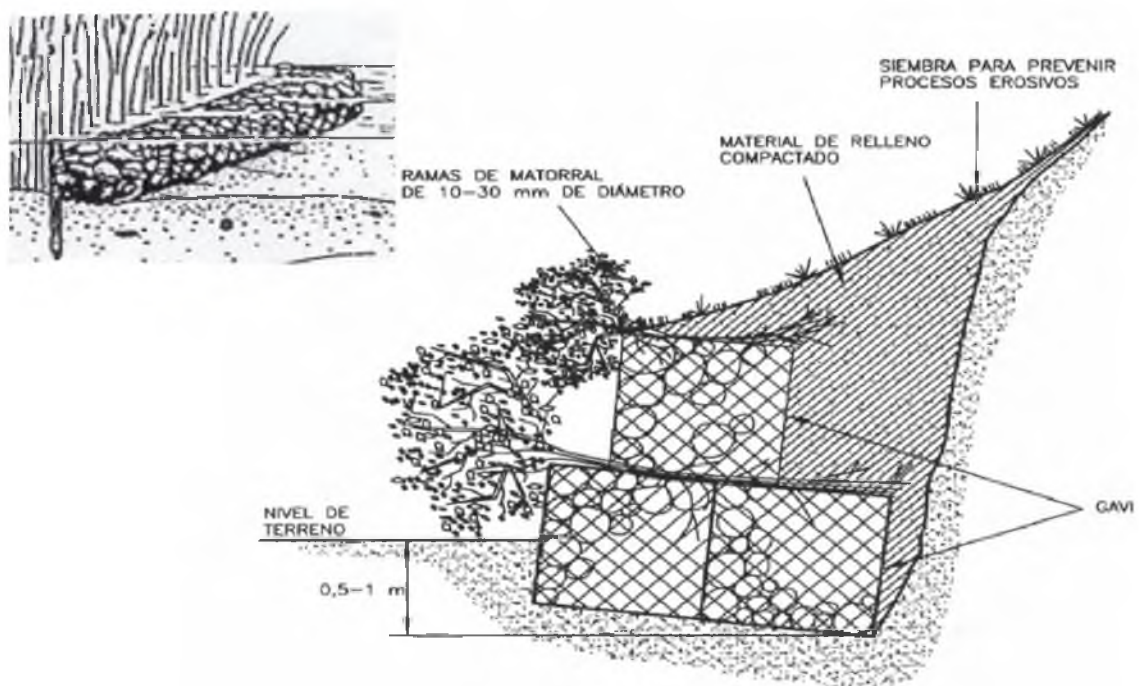 SIEMBRA PARA PREVENIR
PROCESOS EROSIVOS
MATERIAL DE RELLENO
COMPACTADO
RAMAS DE MATORRAL
DE 10-30 mm DE DIÁMETRO
NIVEL DE
TERRENO
GAVI
0,5-1 m